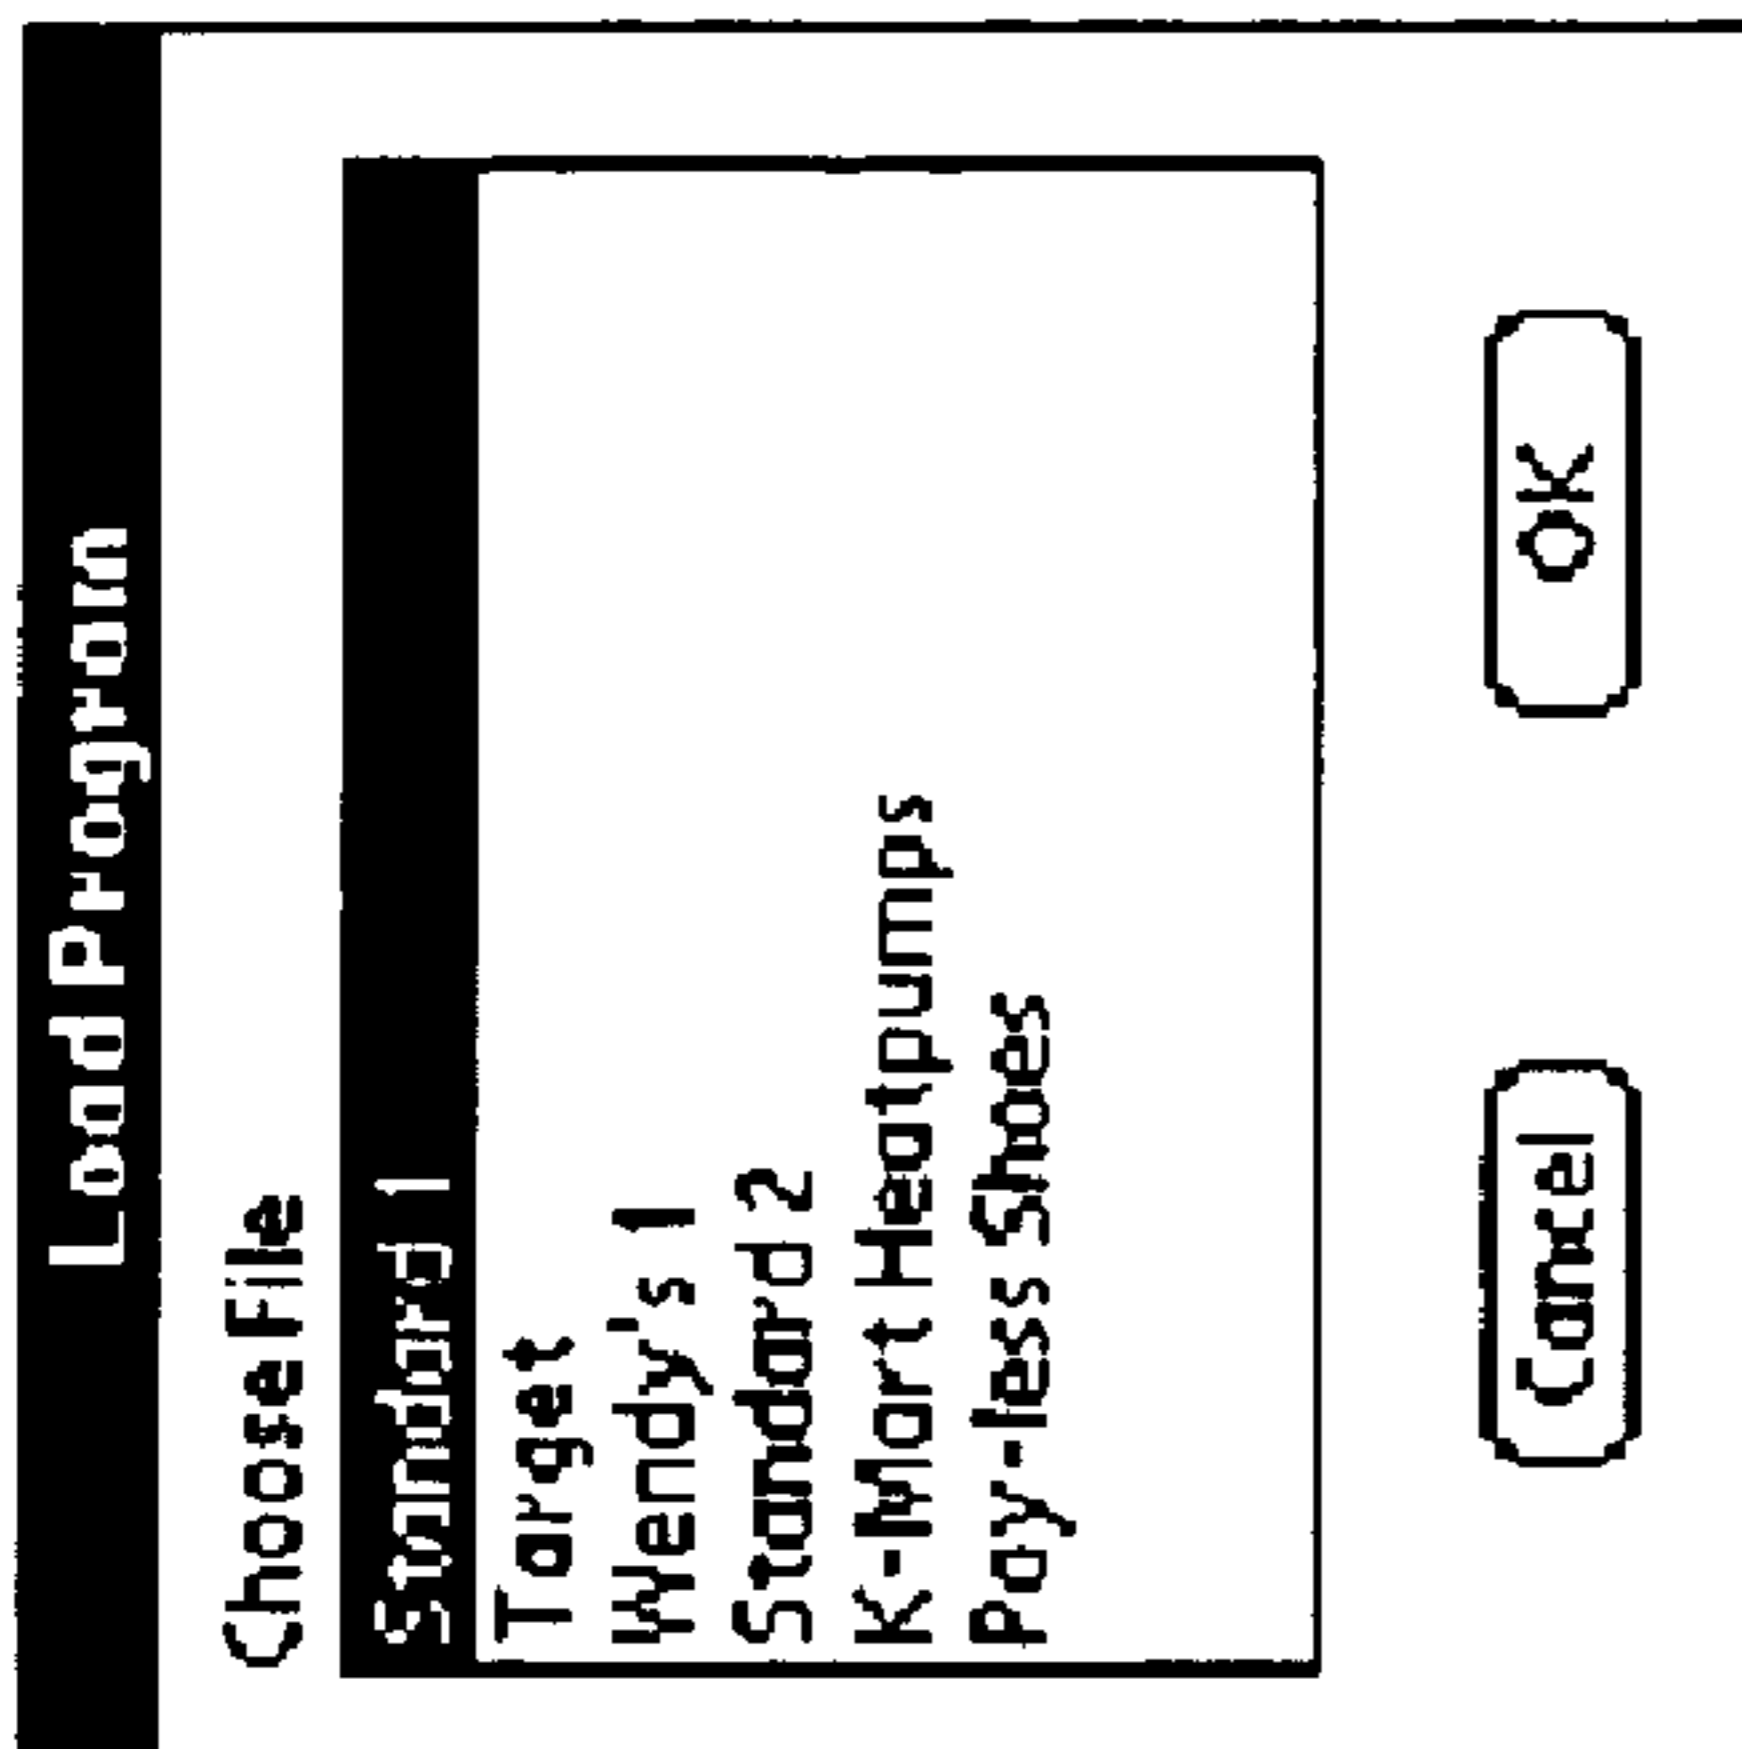 Load Program
Choose File
Standard 1
Target
Wendy's 1
Standard 2
K-Mart Heatpumps
Pay-less Shoes
Cancel
OK